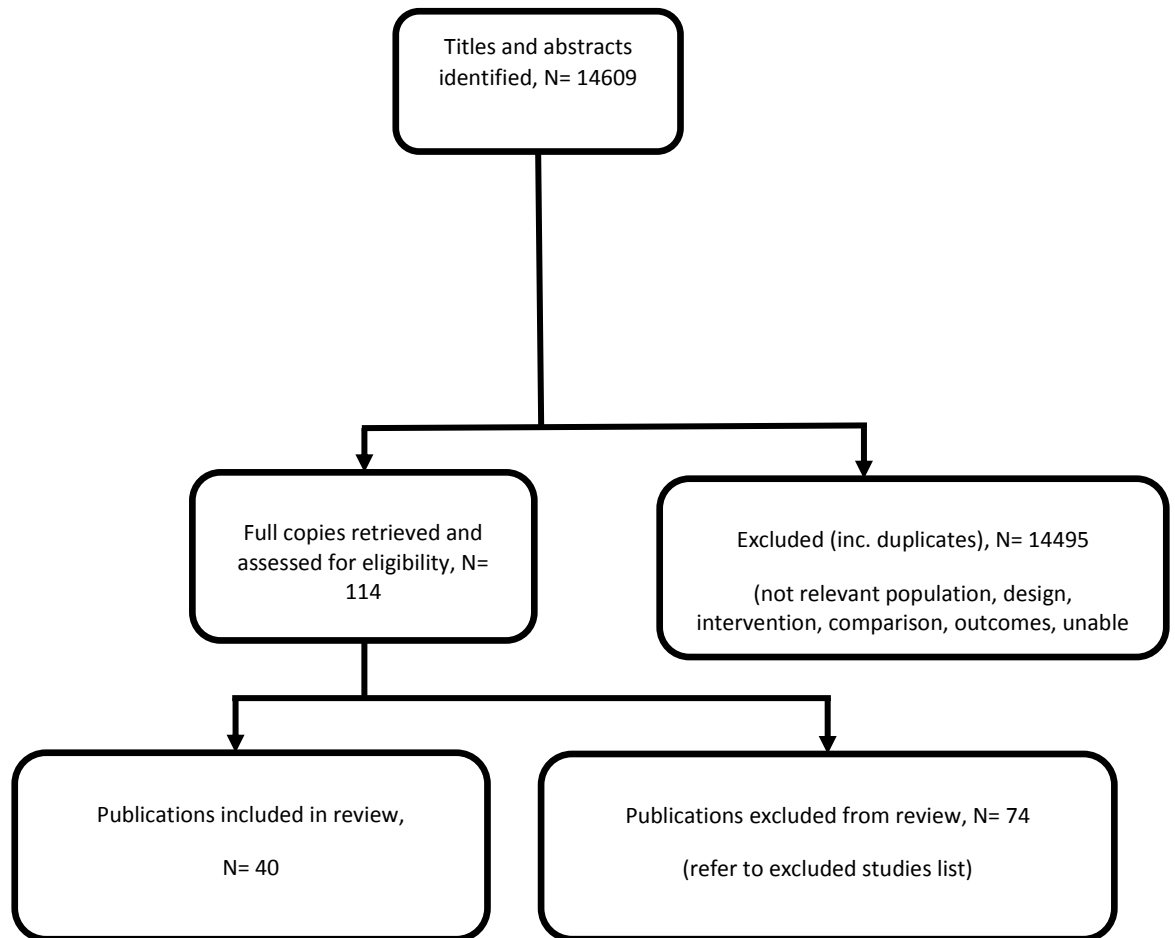 Titles and abstracts
identified, N= 14609
Full copies retrieved and
assessed for eligibility, N=
114
Excluded (inc. duplicates), N= 14495
(not relevant population, design,
intervention, comparison, outcomes, unable
Publications included in review,
N= 40
Publications excluded from review, N= 74
(refer to excluded studies list)